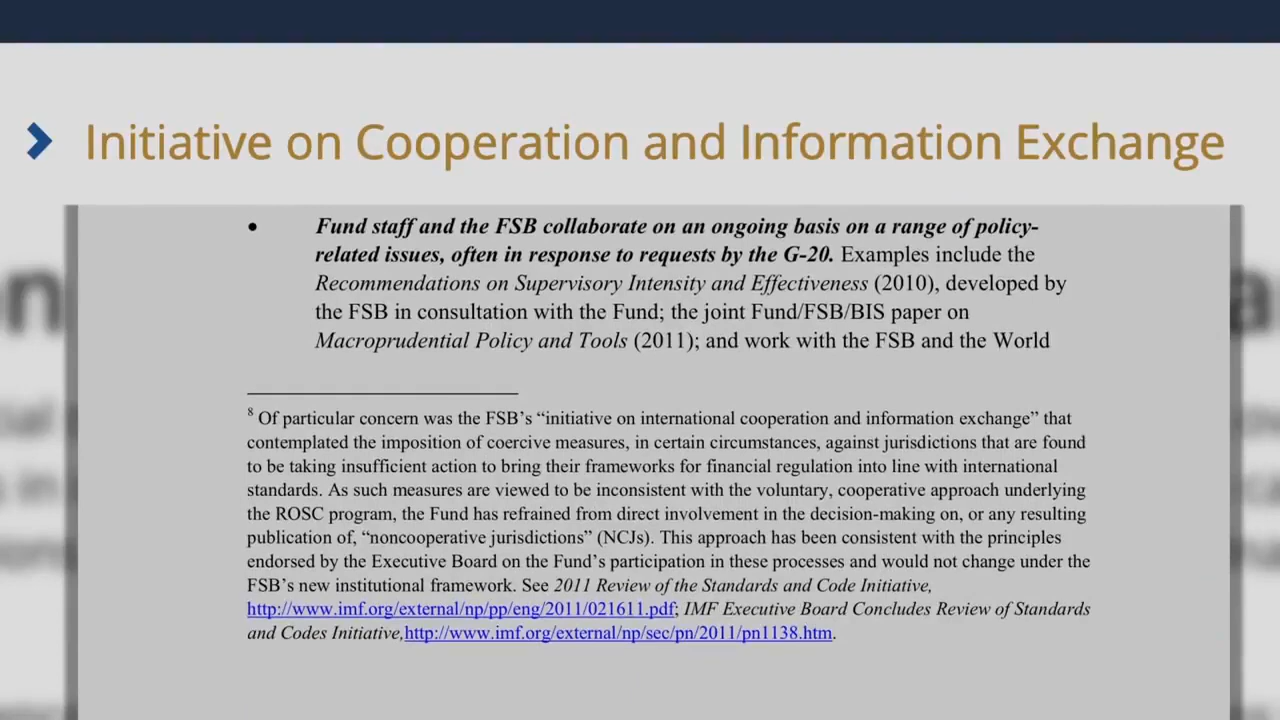 Initiative on Cooperation and Information Exchange
• Fund staff and the FSB collaborate on an ongoing basis on a range of policy-
related issues, often in response to requests by the G-20. Examples include the
Recommendations on Supervisory Intensity and Effectiveness (2010), developed by
the FSB in consultation with the Fund; the joint Fund/FSB/BIS paper on
Macroprudential Policy and Tools (2011); and work with the FSB and the World
8 Of particular concern was the FSB’s “initiative on international cooperation and information exchange” that
contemplated the imposition of coercive measures, in certain circumstances, against jurisdictions that are found
to be taking insufficient action to bring their frameworks for financial regulation into line with international
standards. As such measures are viewed to be inconsistent with the voluntary, cooperative approach underlying
the ROSC program, the Fund has refrained from direct involvement in the decision-making on, or any resulting
publication of, “noncooperative jurisdictions” (NCJs). This approach has been consistent with the principles
endorsed by the Executive Board on the Fund’s participation in these processes and would not change under the
FSB’s new institutional framework. See 2011 Review of the Standards and Code Initiative,
http://www.imf.org/external/np/pp/eng/2011/021611.pdf; IMF Executive Board Concludes Review of Standards
and Codes Initiative,http://www.imf.org/external/np/sec/pn/2011/pn1138.htm.